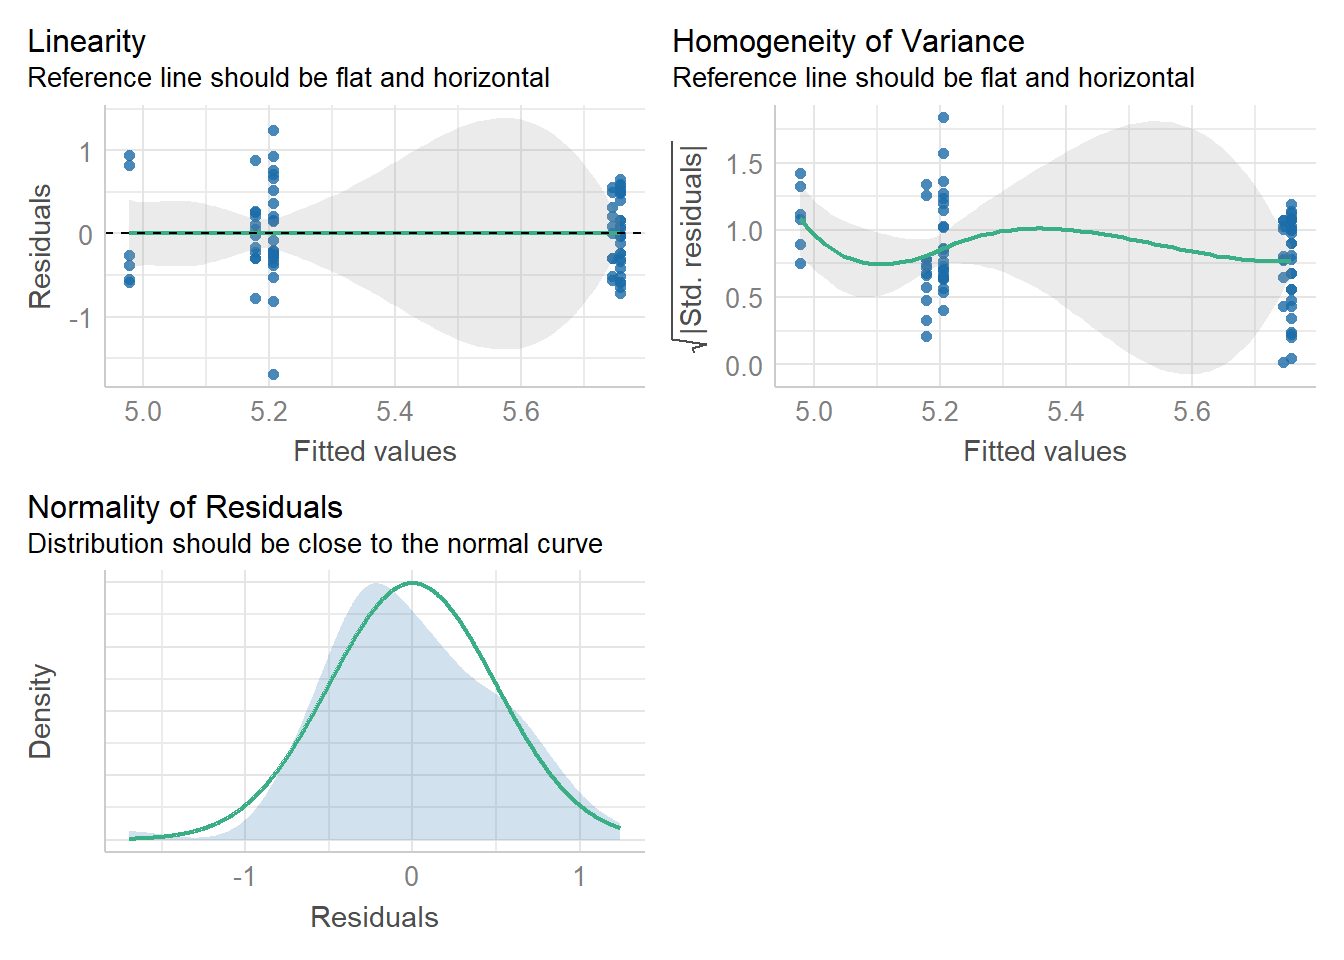 Linearity
Reference line should be flat and horizontal
1
0
-1
Residuals
5.0 5.2 5.4 5.6
Fitted values
Homogeneity of Variance
Reference line should be flat and horizontal
1.5
1.0
0.5
0.0
√|Std. residuals|
5.0 5.2 5.4 5.6
Fitted values
Normality of Residuals
Distribution should be close to the normal curve
Density
-1 0 1
Residuals